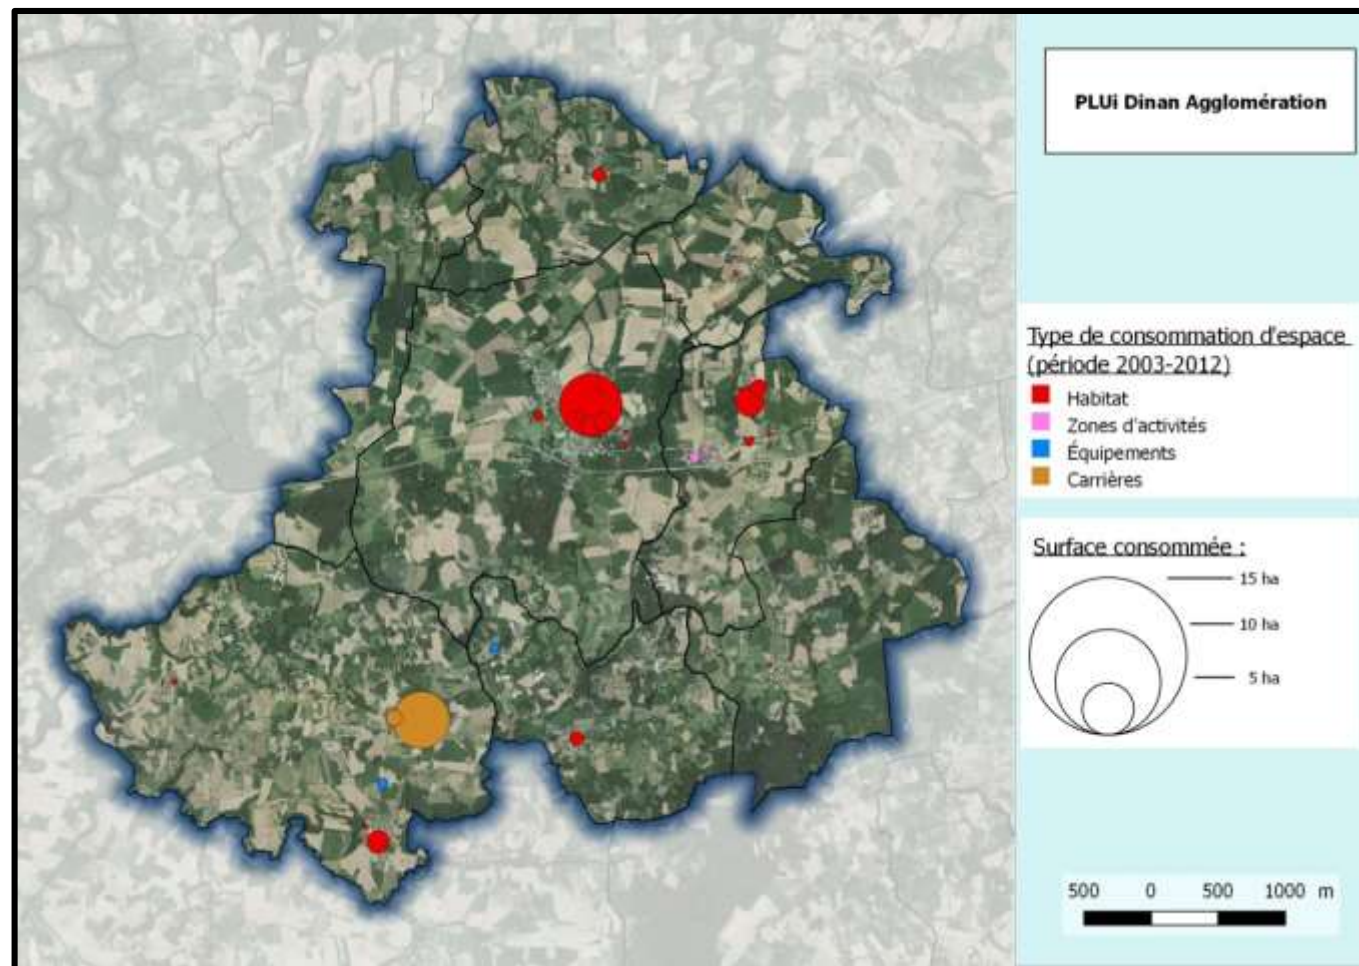 PLUi Dinan Agglomération
Type de consommation d'espace
(période 2003-2012)
Habitat
Zones d'activités
Équipements
Carrières
Surface consommée :
15 ha
10 ha
5 ha
500 0 500 1000 m